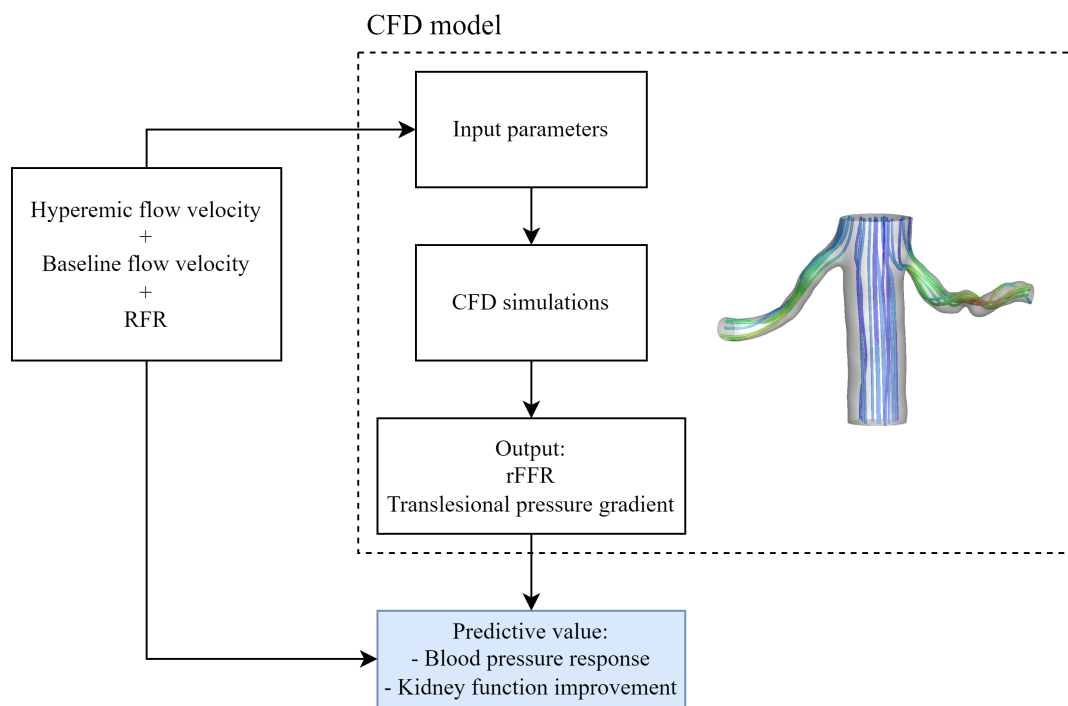 CFD model
Input parameters
Hyperemic flow velocity
+
Baseline flow velocity
+
RFR
CFD simulations
Output:
rFFR
Translesional pressure gradient
Predictive value:
- Blood pressure response
- Kidney function improvement